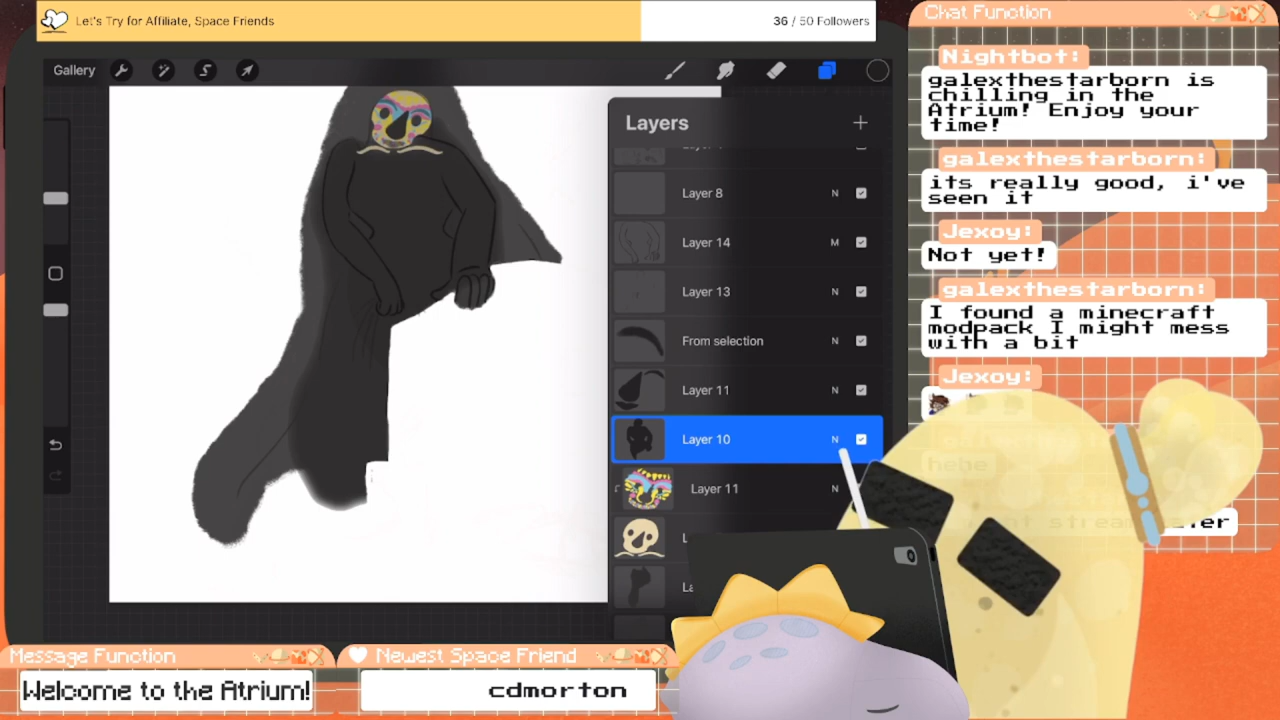 Let's Try for Affiliate, Space Friends
36 / 50 Followers
Gallery
Layers
Layer 8
N
Layer 14
M
Layer 13
N
From selection
N
Layer 11
N
Layer 10
N
Layer 11
N
Chat Function
Nightbot:
galexthestarborn is
chilling in the
Atrium! Enjoy your
time!
galexthestarborn:
its really good, i've
seen it
Jexoy:
Not yet!
galexthestarborn:
I found a minecraft
modpack I might mess
with a bit
Jexoy:
hehe
Message Function
Welcome to the Atrium!
Newest Space Friend
cdmorton